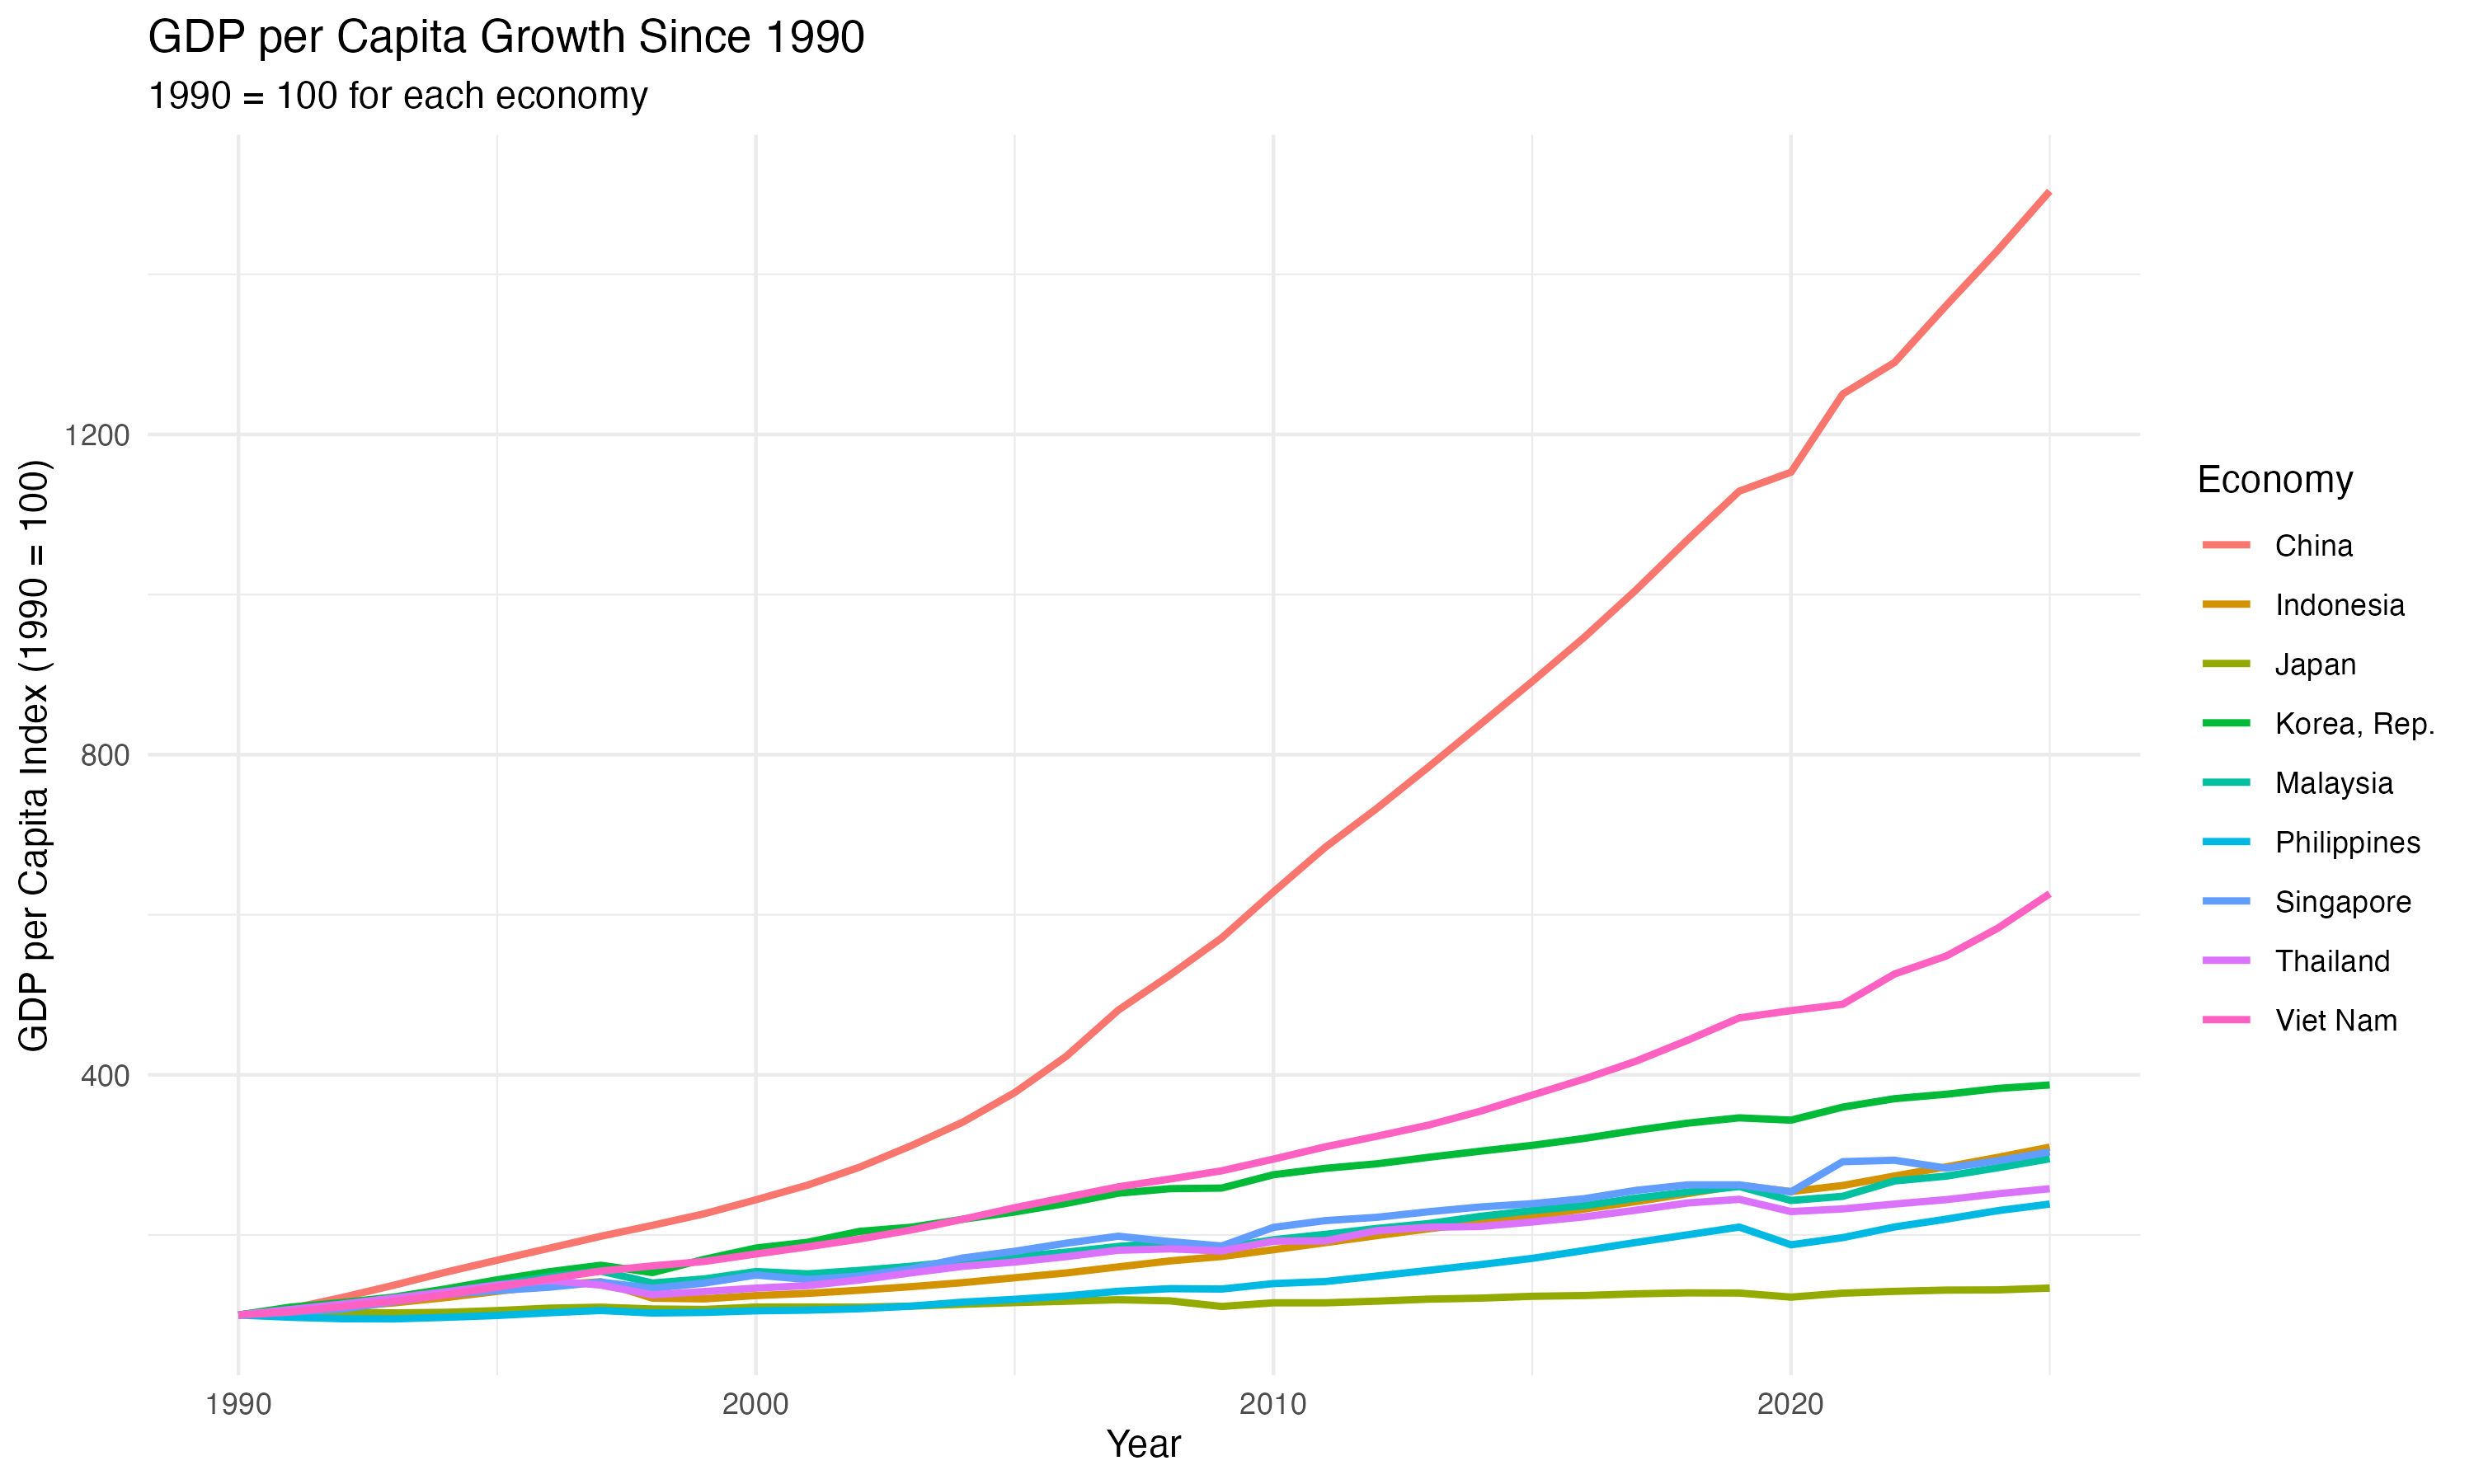 GDP per Capita Growth Since 1990
1990 = 100 for each economy
GDP per Capita Index (1990 = 100)
1200
800
400
1990
2000
2010
2020
Year
Economy
China
Indonesia
Japan
Korea, Rep.
Malaysia
Philippines
Singapore
Thailand
Viet Nam